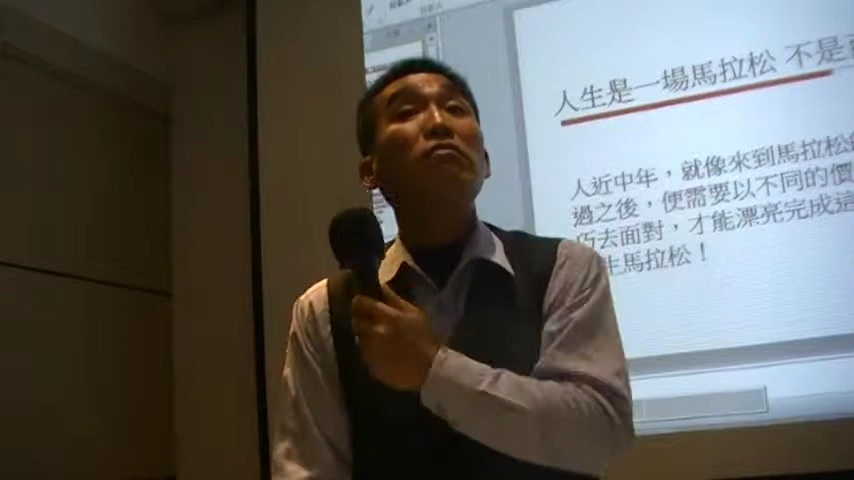 人生是一場馬拉松 不是
人近中年，就像來到馬拉松
過之後，便需要以不同的價
巧去面對，才能漂亮完成這
生馬拉松！